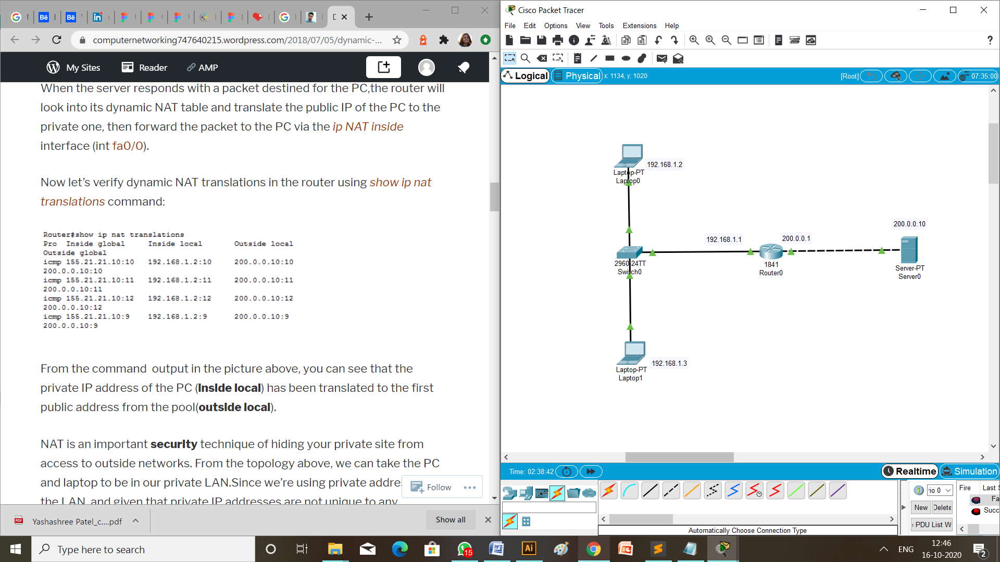 computernetworking747640215.wordpress.com/2018/07/05/dynamic-...
My Sites
Reader
AMP
When the server responds with a packet destined for the PC,the router will
look into its dynamic NAT table and translate the public IP of the PC to the
private one, then forward the packet to the PC via the ip NAT inside
interface (int fa0/0).
Now let's verify dynamic NAT translations in the router using show ip nat
translations command:
Router#show ip nat translations
Pro Inside global Inside local Outside local
Outside global
icmp 155.21.21.10:10 192.168.1.2:10 200.0.0.10:10
200.0.0.10:10
icmp 155.21.21.10:11 192.168.1.2:11 200.0.0.10:11
200.0.0.10:11
icmp 155.21.21.10:12 192.168.1.2:12 200.0.0.10:12
200.0.0.10:12
icmp 155.21.21.10:9 192.168.1.2:9 200.0.0.10:9
200.0.0.10:9
From the command output in the picture above, you can see that the
private IP address of the PC (Inside local) has been translated to the first
public address from the pool(outside local).
NAT is an important security technique of hiding your private site from
access to outside networks. From the topology above, we can take the PC
and laptop to be in our private LAN.Since we're using private addre
the LAN, and given that private IP addresses are not unique to any
Follow
Yashashree Patel_c....pdf
Show all
Cisco Packet Tracer
File Edit Options View Tools Extensions Help
Logical
Physical
x: 1134, y: 1020
[Root]
07:35:00
192.168.1.2
Laptop-PT
Laptop0
200.0.0.10
192.168.1.1
200.0.0.1
2960-24TT
Switch0
1841
Router0
Server-PT
Server0
192.168.1.3
Laptop-PT
Laptop1
Time: 02:38:42
Realtime
Simulation
rio 0
Fire
Last S
Fa
New
Delete
Succ
PDU List W
Automatically Choose Connection Type
Type here to search
15
Ai
ENG
12:46
16-10-2020
2